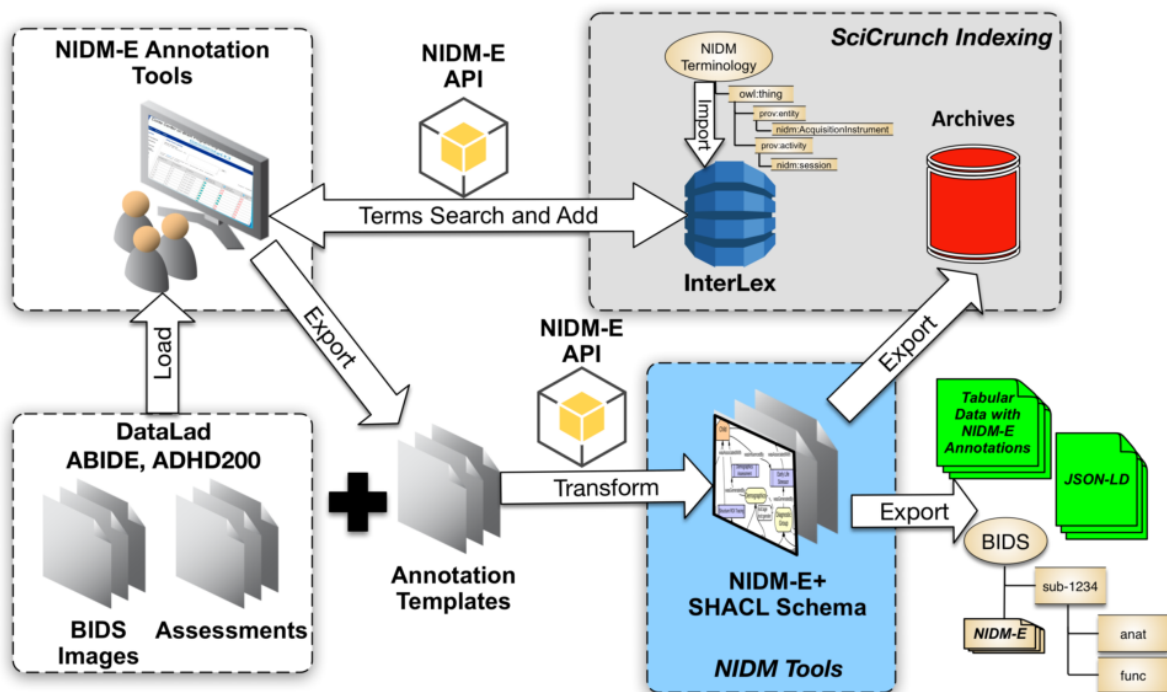 NIDM-E Annotation
Tools
NIDM-E
API
SciCrunch Indexing
NIDM
Terminology
owl:thing
prov:entity
nidm:AcquisitionInstrument
prov:activity
nidm:session
Import
Archives
Terms Search and Add
InterLex
Load
Export
NIDM-E
API
Export
DataLad
ABIDE, ADHD200
BIDS
Images
Assessments
Annotation
Templates
Transform
NIDM-E+
SHACL Schema
NIDM Tools
Export
Tabular
Data with
NIDM-E
Annotations
JSON-LD
BIDS
sub-1234
NIDM-E
anat
func